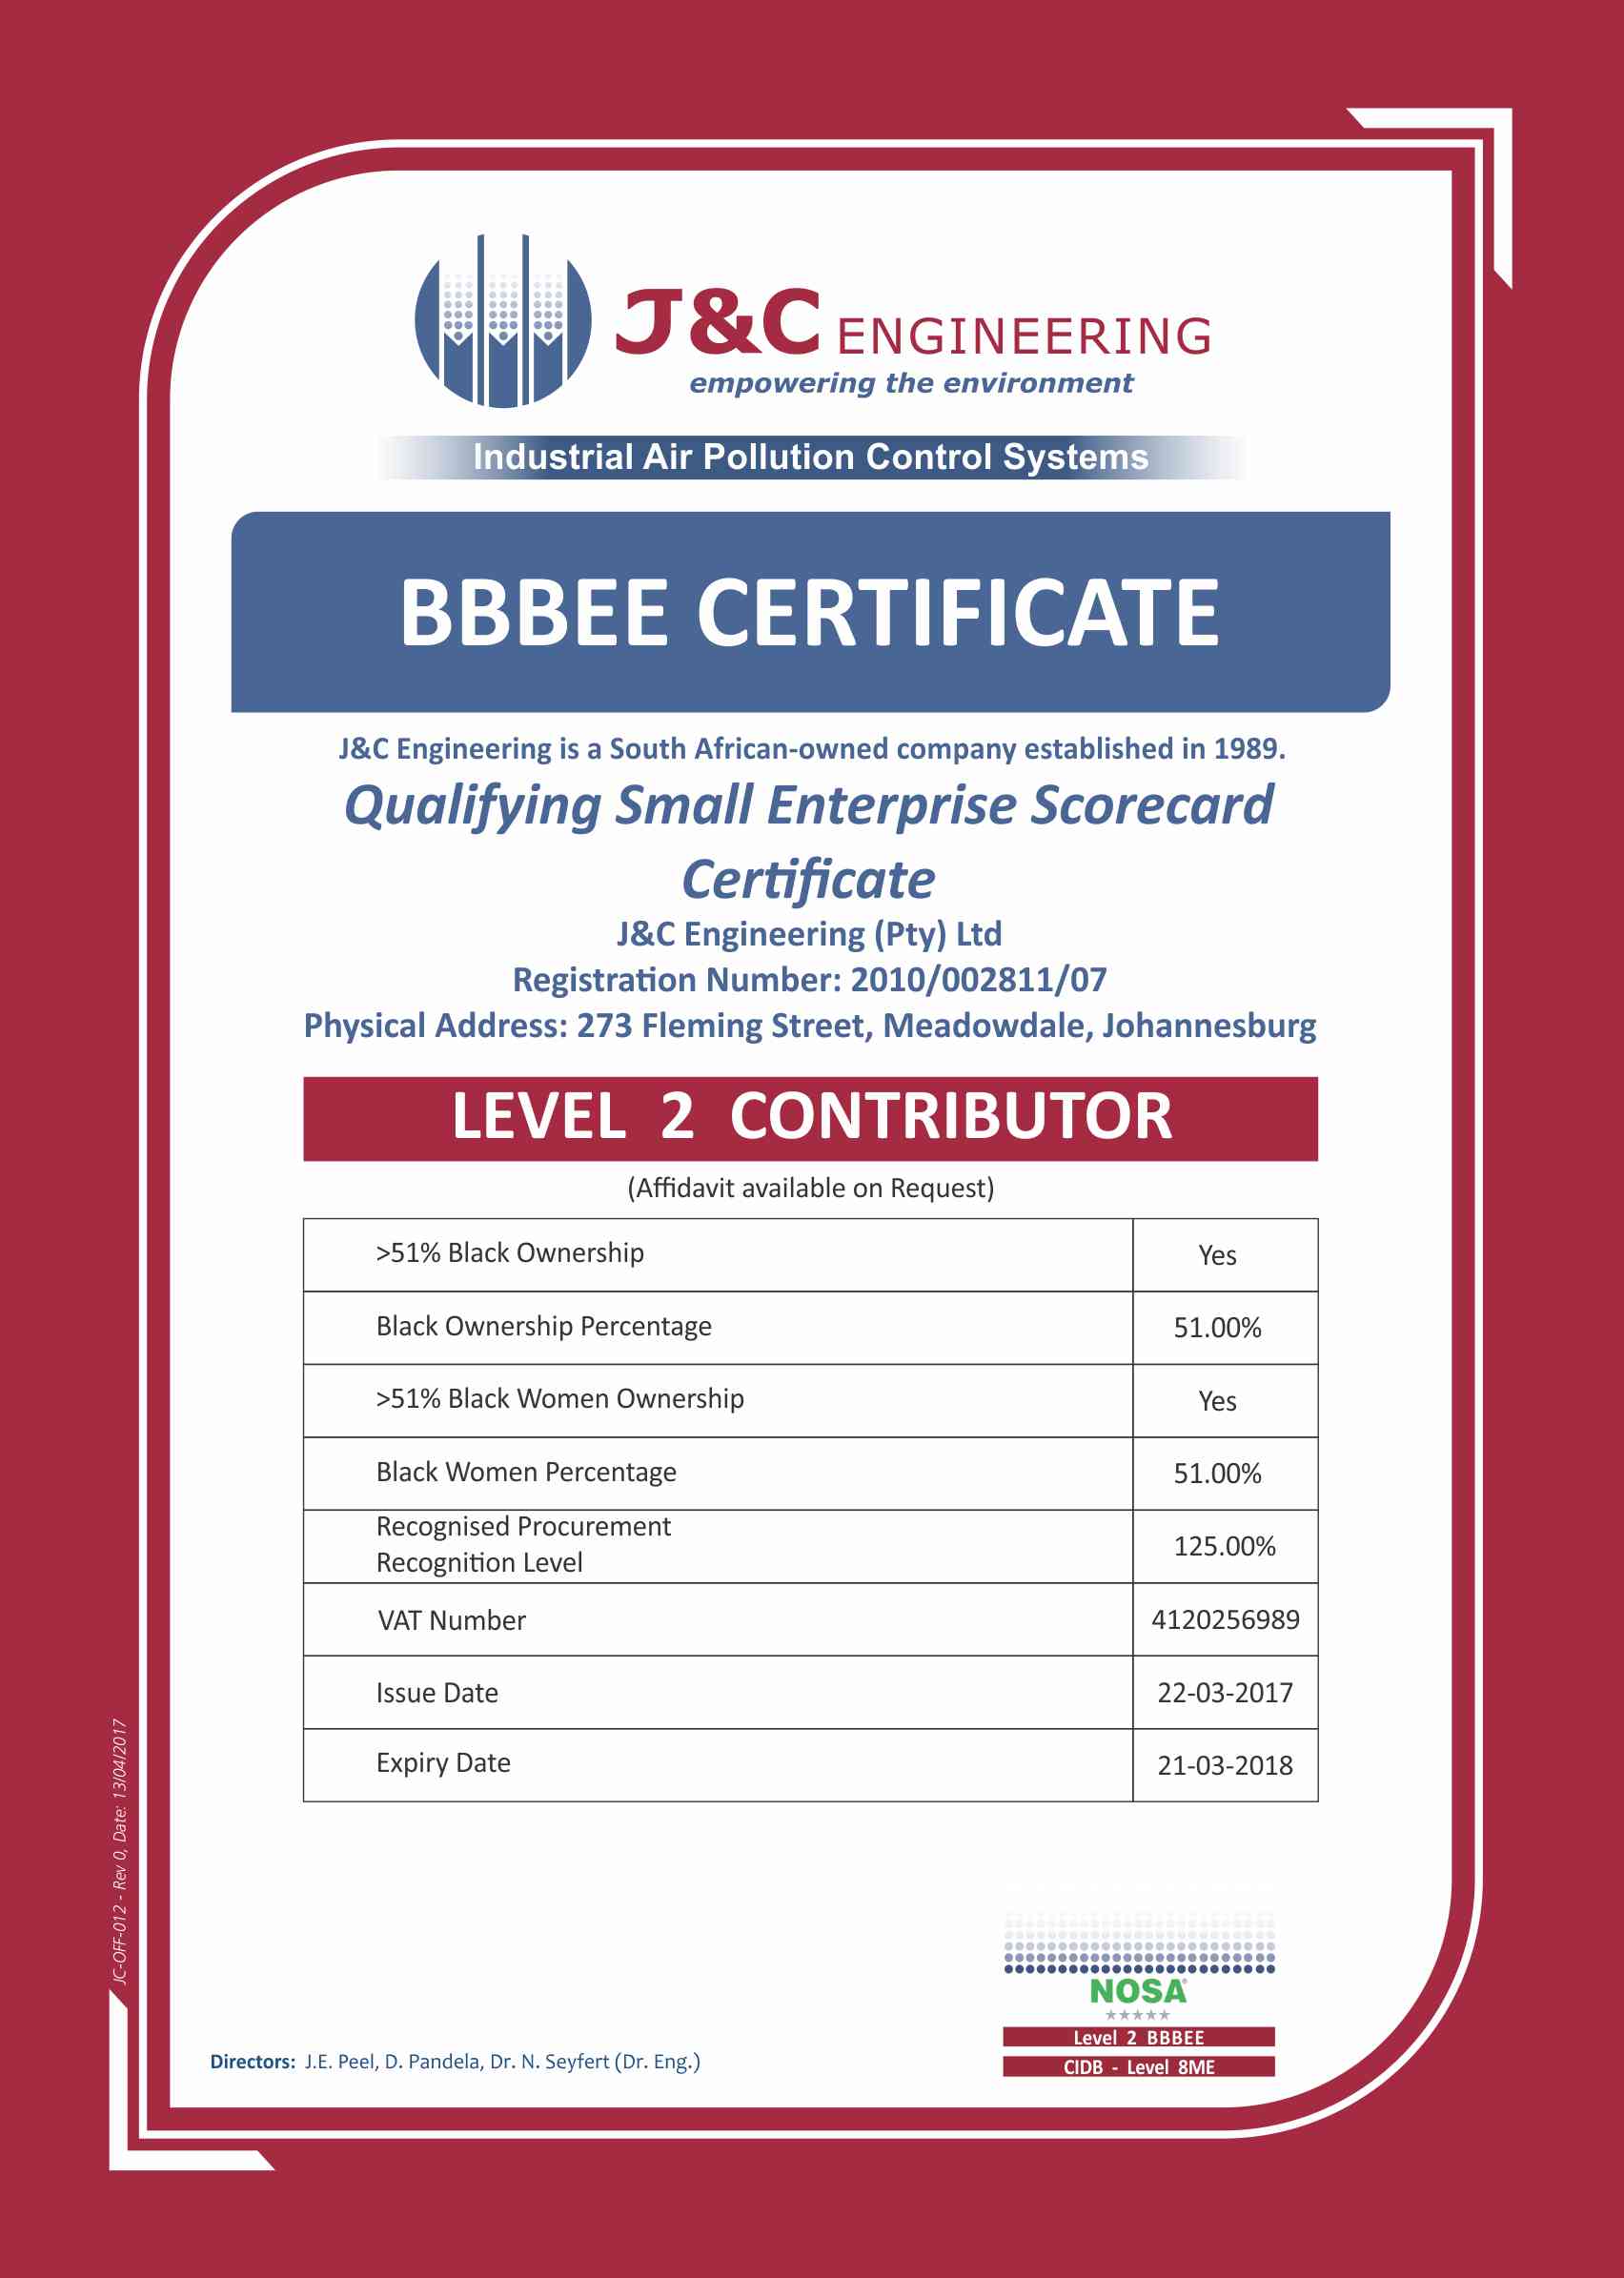 J&C ENGINEERING
empowering the environment
Industrial Air Pollution Control Systems
BBBEE CERTIFICATE
J&C Engineering is a South African-owned company established in 1989.
Qualifying Small Enterprise Scorecard
Certificate
J&C Engineering (Pty) Ltd
Registration Number: 2010/002811/07
Physical Address: 273 Fleming Street, Meadowdale, Johannesburg
LEVEL 2 CONTRIBUTOR
(Affidavit available on Request)
>51% Black Ownership Yes
Black Ownership Percentage 51.00%
>51% Black Women Ownership Yes
Black Women Percentage 51.00%
Recognised Procurement
Recognition Level 125.00%
VAT Number 4120256989
Issue Date 22-03-2017
Expiry Date 21-03-2018
JC-OFF-012 - Rev 0, Date: 13/04/2017
NOSA®
Level 2 BBBEE
CIDB - Level 8ME
Directors: J.E. Peel, D. Pandela, Dr. N. Seyfert (Dr. Eng.)